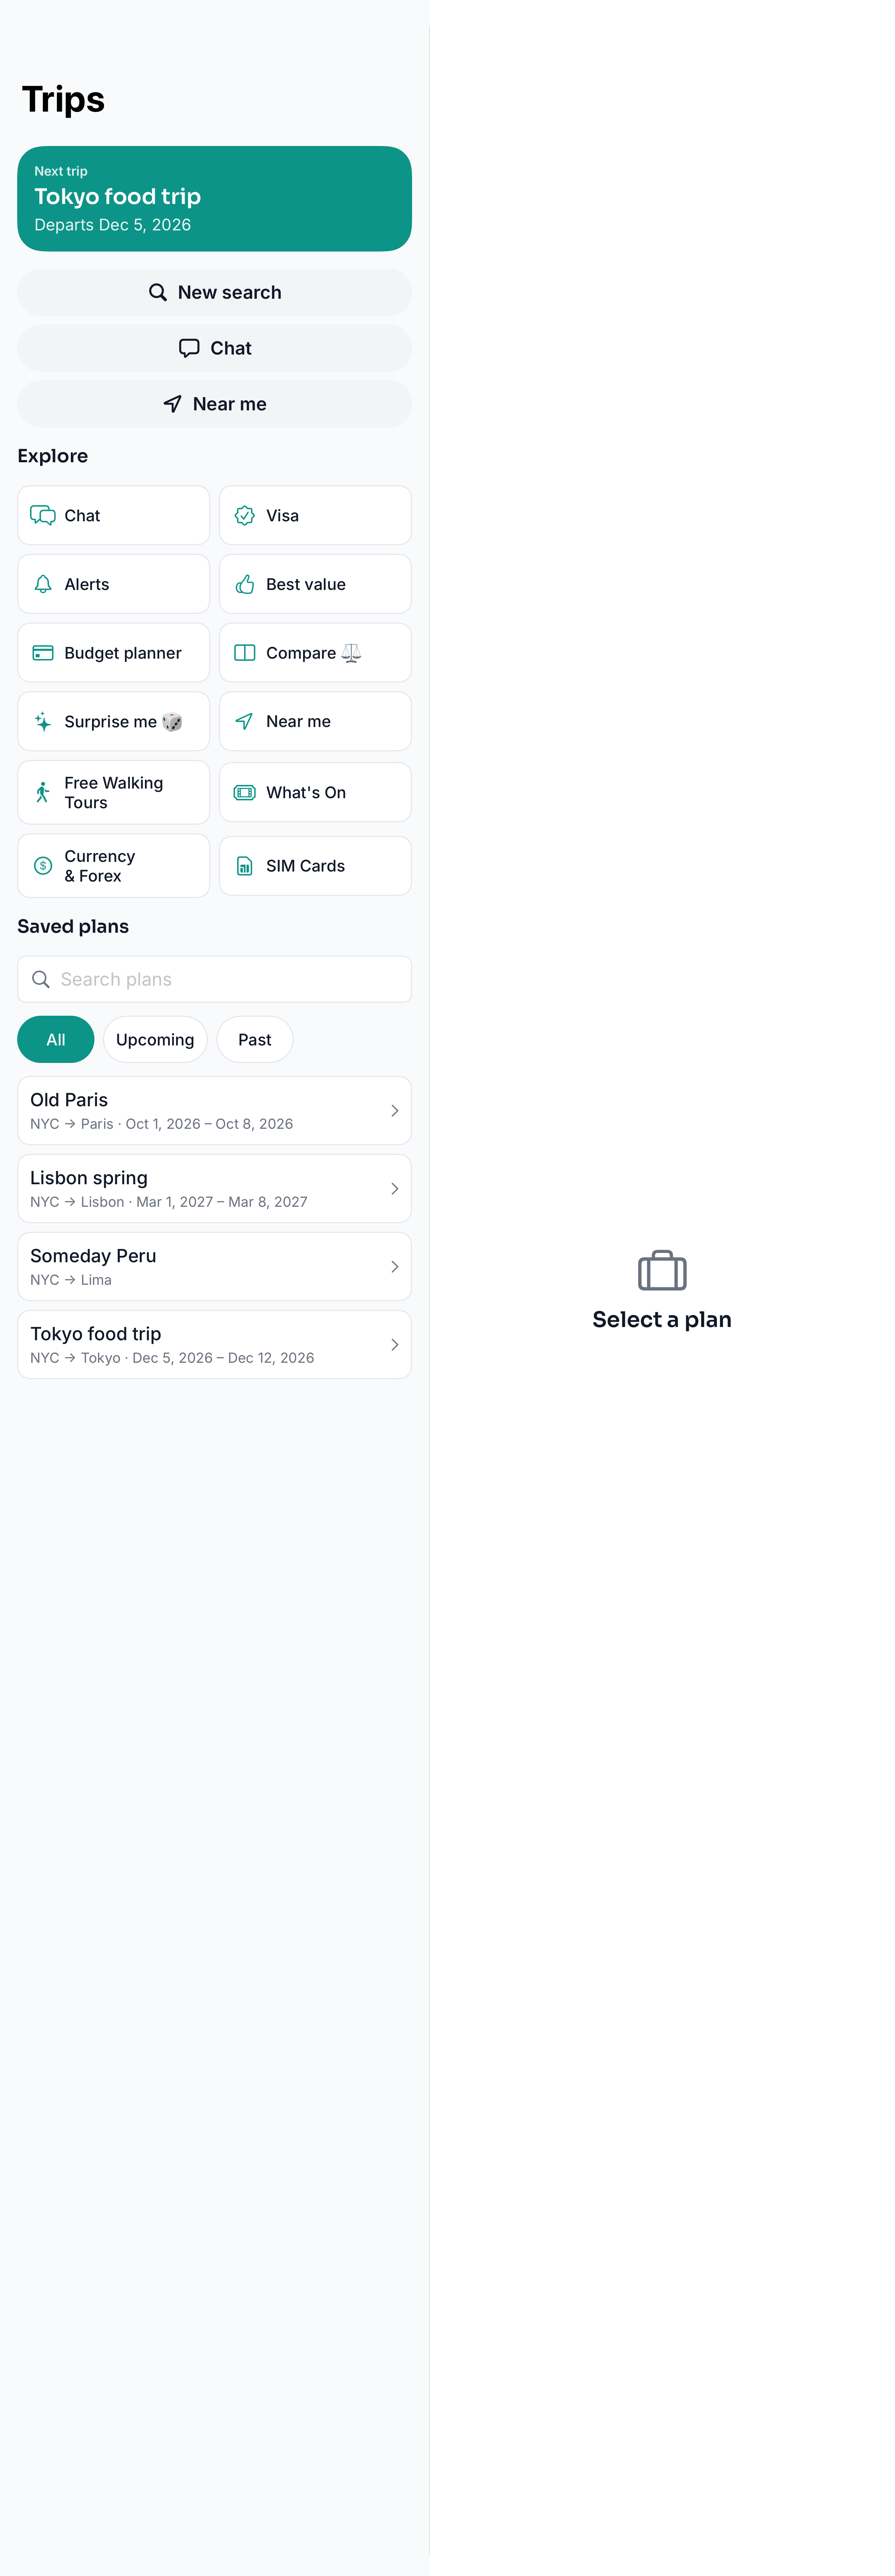 Trips
Next trip
Tokyo food trip
Departs Dec 5, 2026
New search
Chat
Near me
Explore
Chat
Visa
Alerts
Best value
Budget planner
Compare ⚖️
Surprise me 🎲
Near me
Free Walking
Tours
What's On
Currency
& Forex
SIM Cards
Saved plans
Search plans
All
Upcoming
Past
Old Paris
NYC → Paris · Oct 1, 2026 – Oct 8, 2026
Lisbon spring
NYC → Lisbon · Mar 1, 2027 – Mar 8, 2027
Someday Peru
NYC → Lima
Tokyo food trip
NYC → Tokyo · Dec 5, 2026 – Dec 12, 2026
Select a plan